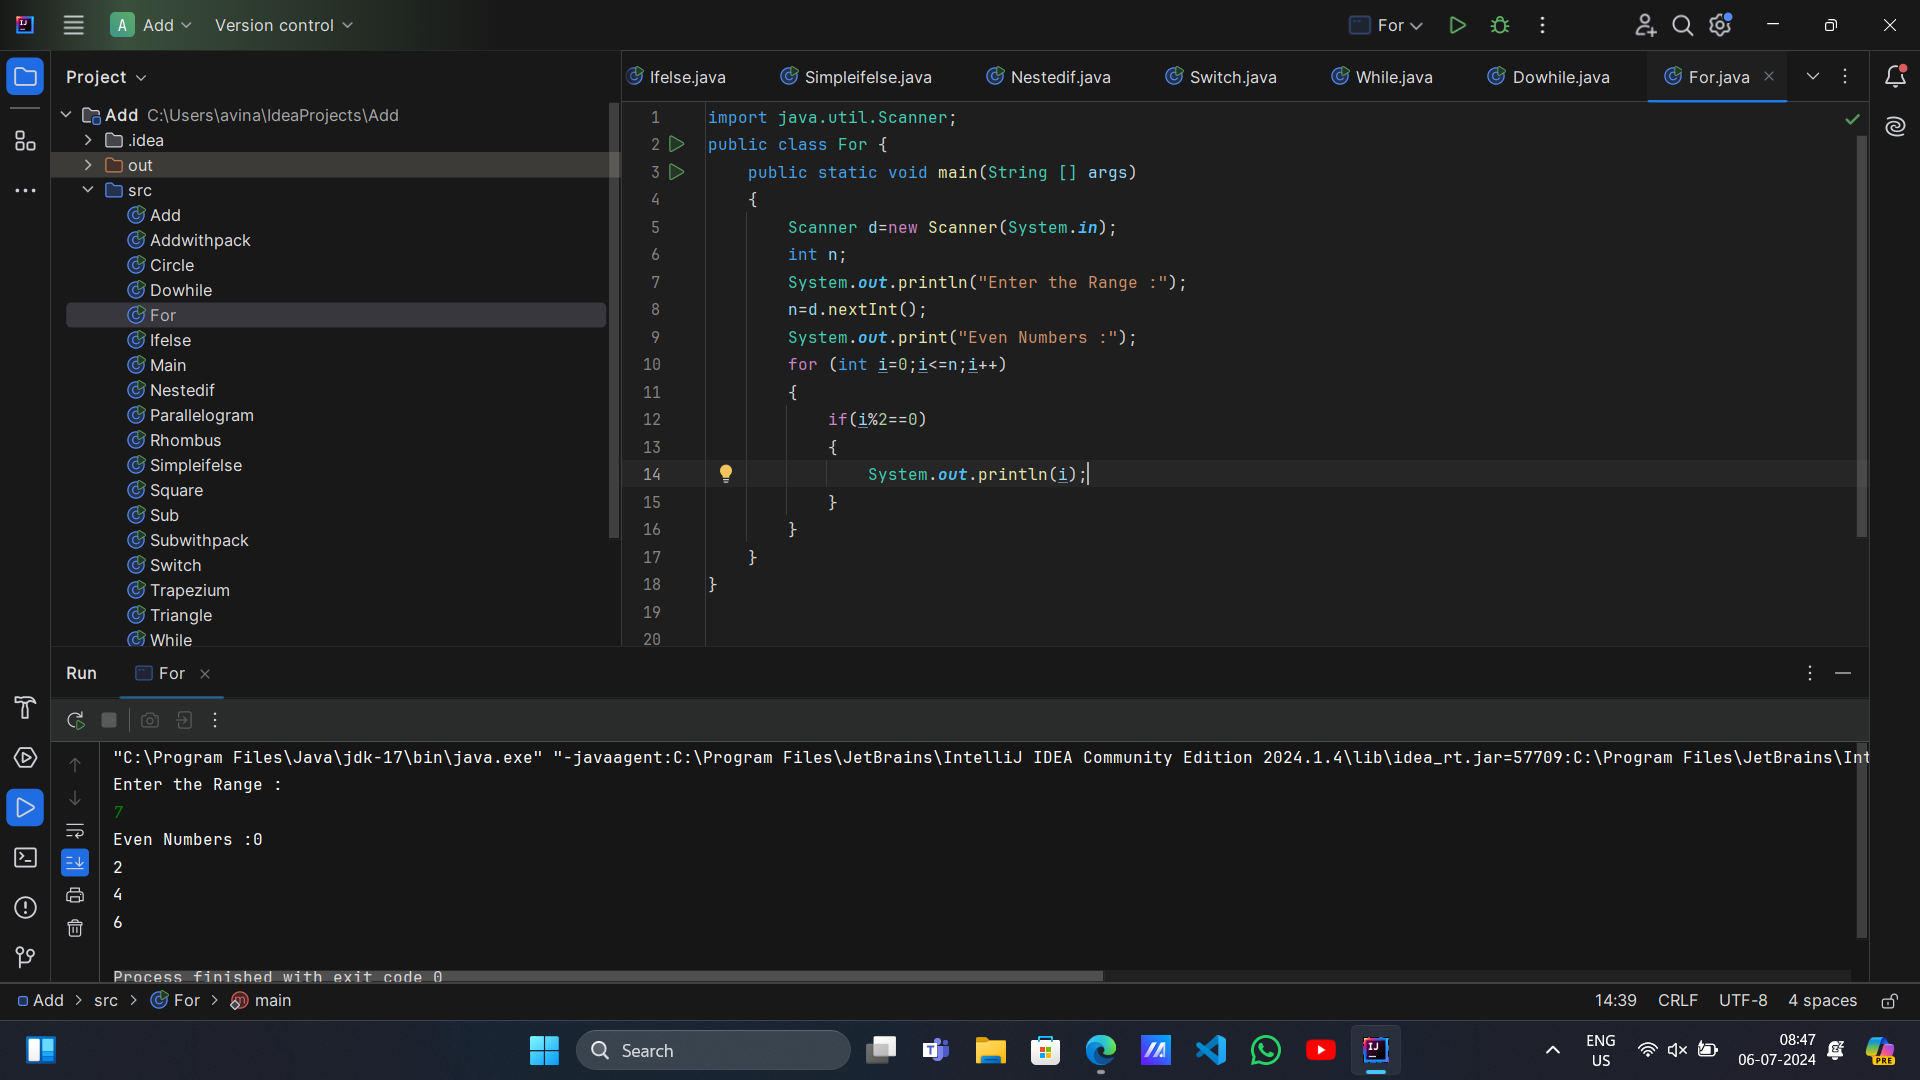 A Add Version control For
Project
Ifelse.java Simpleifelse.java Nestedif.java Switch.java While.java Dowhile.java For.java
Add C:\Users\avina\IdeaProjects\Add
.idea
out
src
Add
Addwithpack
Circle
Dowhile
For
Ifelse
Main
Nestedif
Parallelogram
Rhombus
Simpleifelse
Square
Sub
Subwithpack
Switch
Trapezium
Triangle
While
1 import java.util.Scanner;
2 public class For {
3 public static void main(String [] args)
4 {
5 Scanner d=new Scanner(System.in);
6 int n;
7 System.out.println("Enter the Range :");
8 n=d.nextInt();
9 System.out.print("Even Numbers :");
10 for (int i=0;i<=n;i++)
11 {
12 if(i%2==0)
13 {
14 System.out.println(i);
15 }
16 }
17 }
18 }
19
20
Run For
"C:\Program Files\Java\jdk-17\bin\java.exe" "-javaagent:C:\Program Files\JetBrains\IntelliJ IDEA Community Edition 2024.1.4\lib\idea_rt.jar=57709:C:\Program Files\JetBrains\Int
Enter the Range :
7
Even Numbers :0
2
4
6
Process finished with exit code 0
Add > src > For > main 14:39 CRLF UTF-8 4 spaces
Search
ENG
US
08:47
06-07-2024
PRE